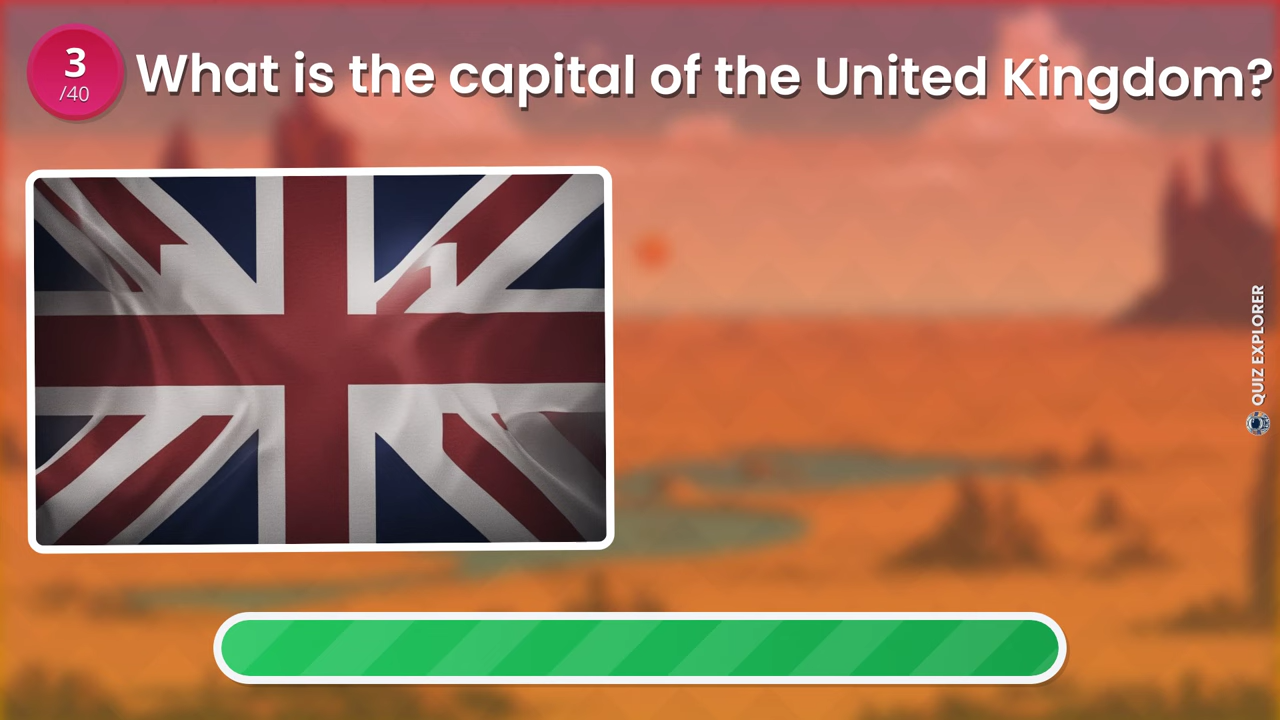 3
/40
What is the capital of the United Kingdom?
QUIZ EXPLORER